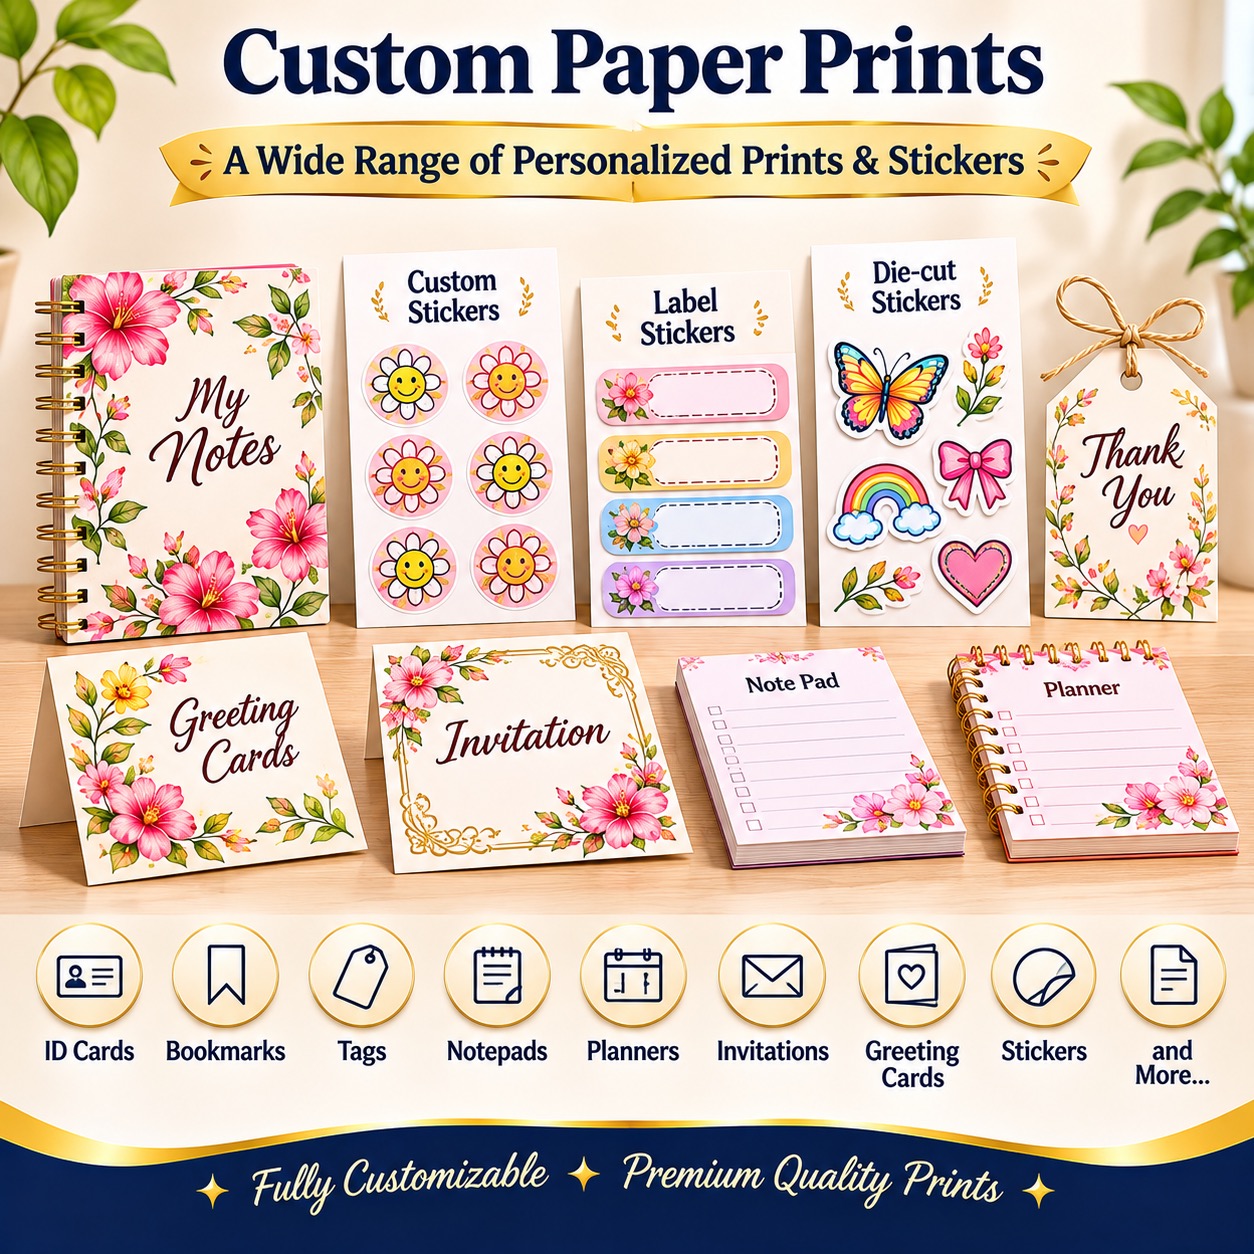 Custom Paper Prints
A Wide Range of Personalized Prints & Stickers
My
Notes
Custom
Stickers
Label
Stickers
Die-cut
Stickers
Thank
You
Greeting
Cards
Invitation
Note Pad
Planner
ID Cards
Bookmarks
Tags
Notepads
Planners
Invitations
Greeting
Cards
Stickers
and
More...
Fully Customizable
Premium Quality Prints